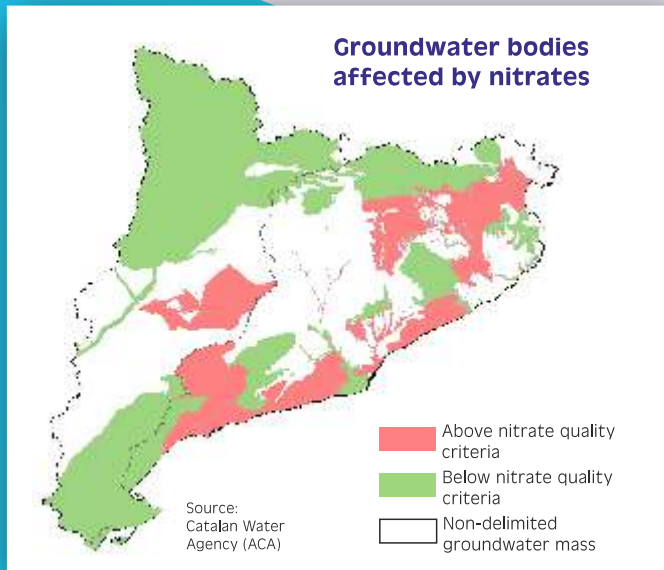 Groundwater bodies
affected by nitrates
Above nitrate quality
criteria
Below nitrate quality
criteria
Non-delimited
groundwater mass
Source:
Catalan Water
Agency (ACA)